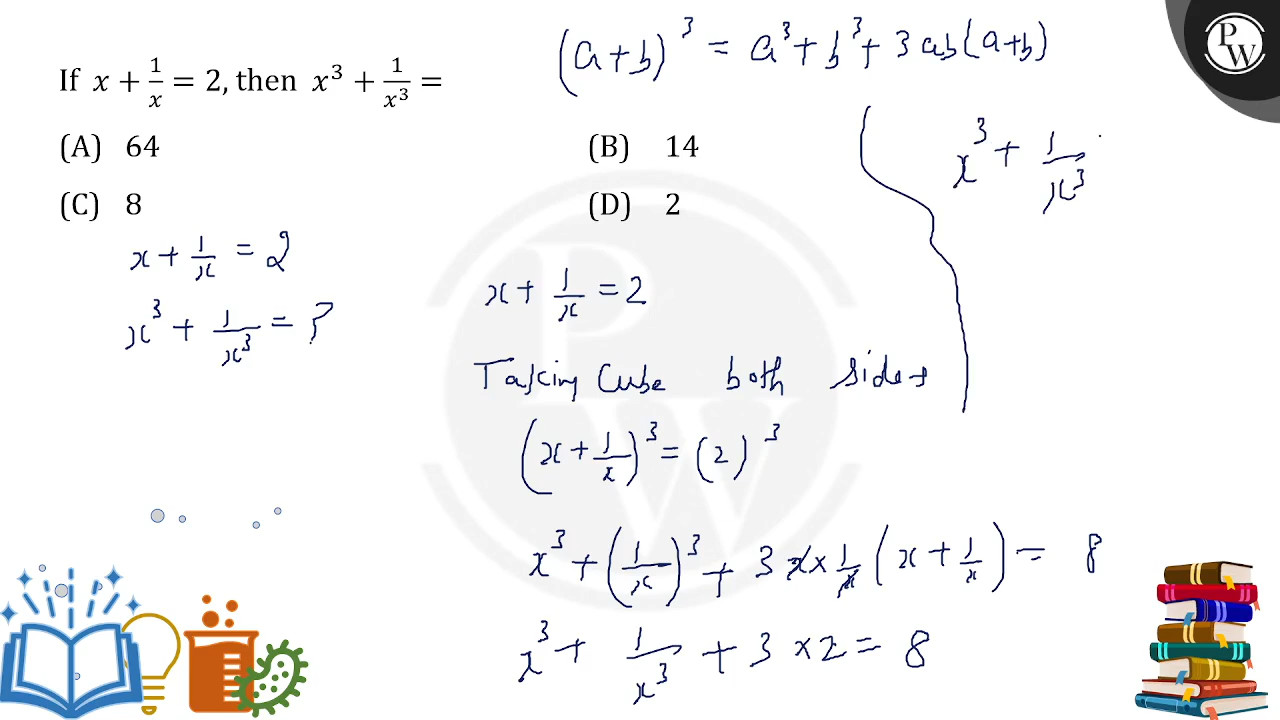 If x + 1/x = 2, then x³ + 1/x³ =
(A) 64 (B) 14
(C) 8 (D) 2
(a+b)³ = a³ + b³ + 3ab(a+b)
x³ + 1/x³
x + 1/x = 2
x³ + 1/x³ = ?
x + 1/x = 2
Taking Cube both sides
(x + 1/x)³ = (2)³
x³ + (1/x)³ + 3 x × 1/x (x + 1/x) = 8
x³ + 1/x³ + 3 × 2 = 8
PW
PW